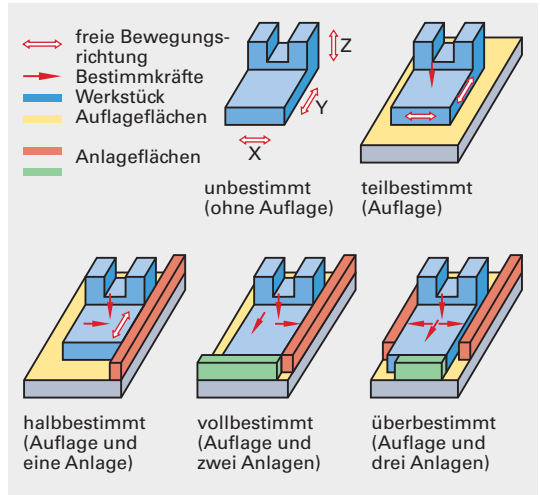 freie Bewegungs-
richtung
Bestimmkräfte
Werkstück
Auflageflächen
Anlageflächen
Z
Y
X
unbestimmt
(ohne Auflage)
teilbestimmt
(Auflage)
halbbestimmt
(Auflage und
eine Anlage)
vollbestimmt
(Auflage und
zwei Anlagen)
überbestimmt
(Auflage und
drei Anlagen)